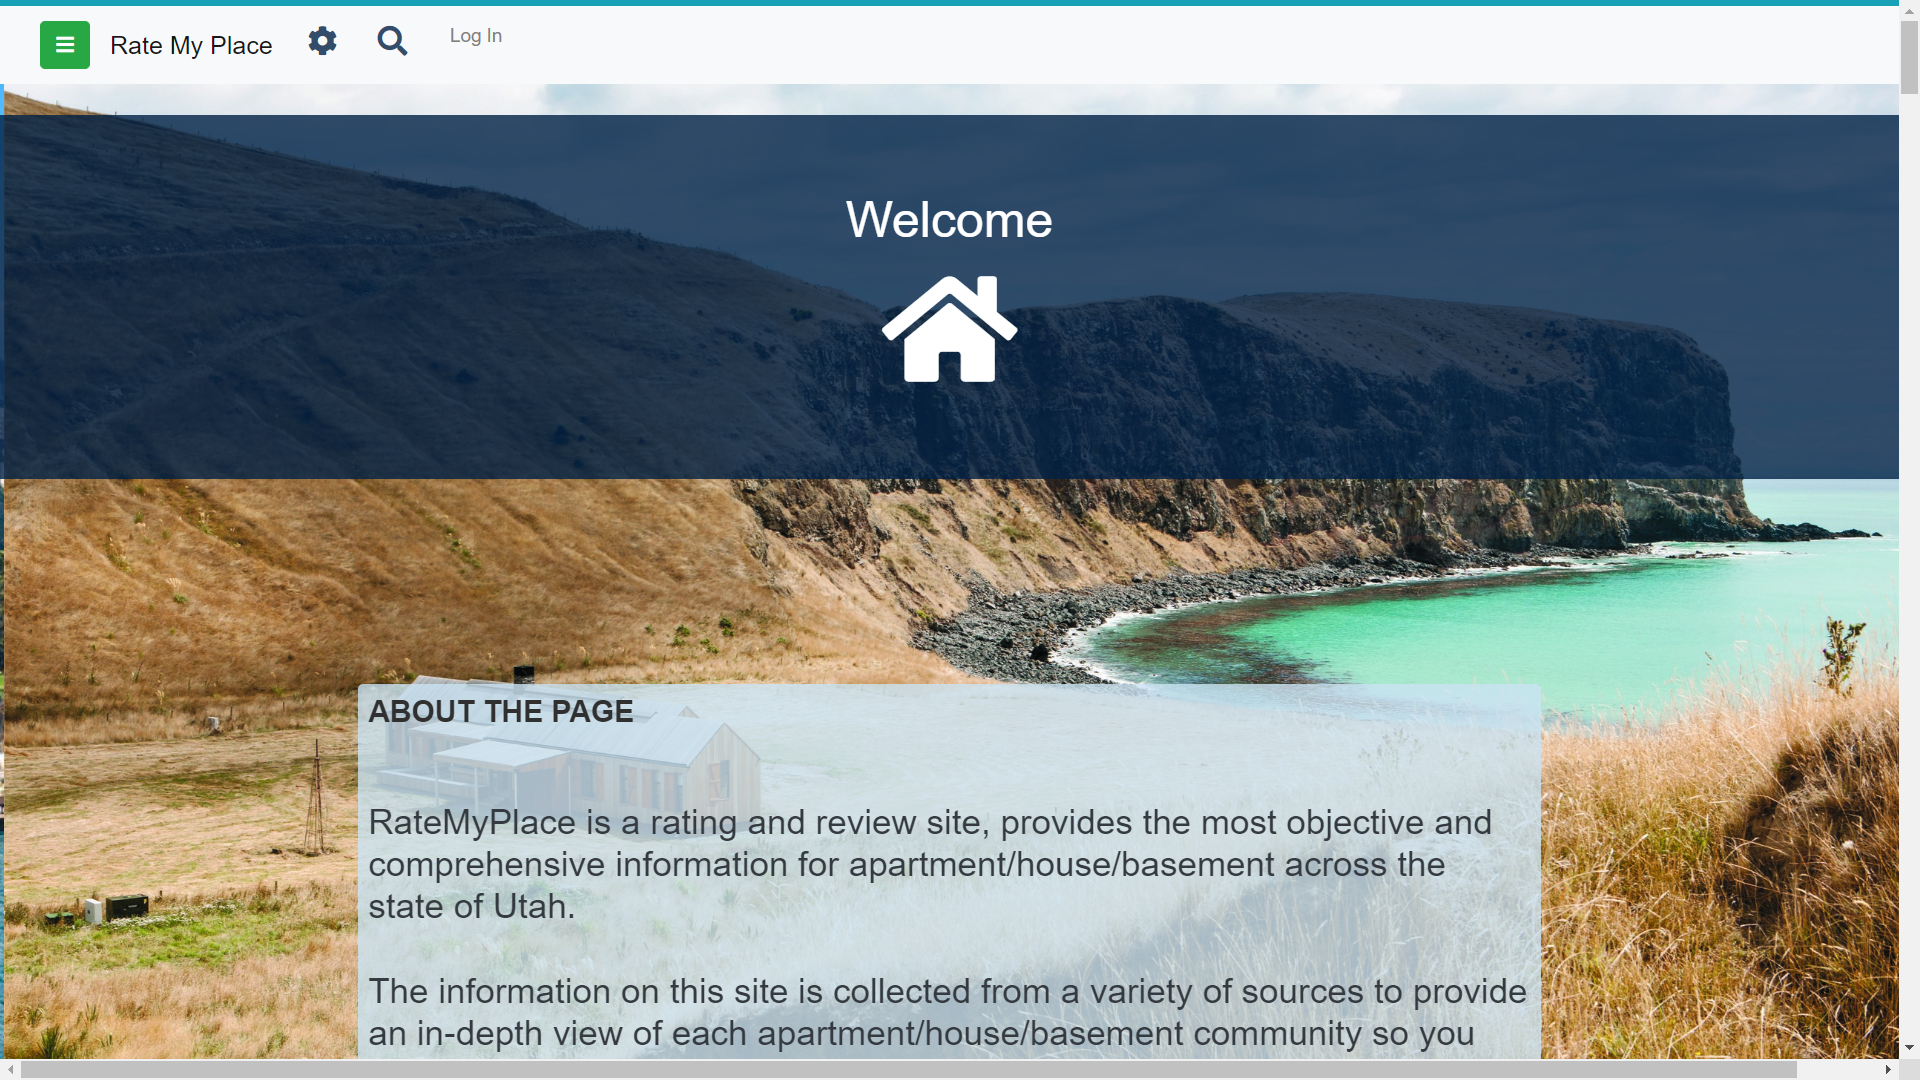 Rate My Place
Log In
Welcome
ABOUT THE PAGE
RateMyPlace is a rating and review site, provides the most objective and
comprehensive information for apartment/house/basement across the
state of Utah.
The information on this site is collected from a variety of sources to provide
an in-depth view of each apartment/house/basement community so you